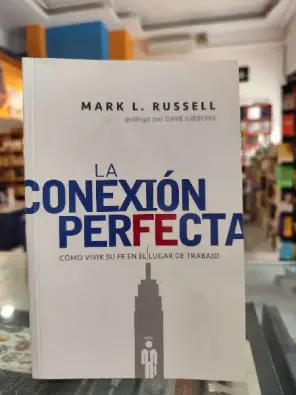 MARK L. RUSSELL
prólogo por DAVE GIBBONS
LA
CONEXIÓN
PERFECTA
CÓMO VIVIR SU FE EN EL LUGAR DE TRABAJO